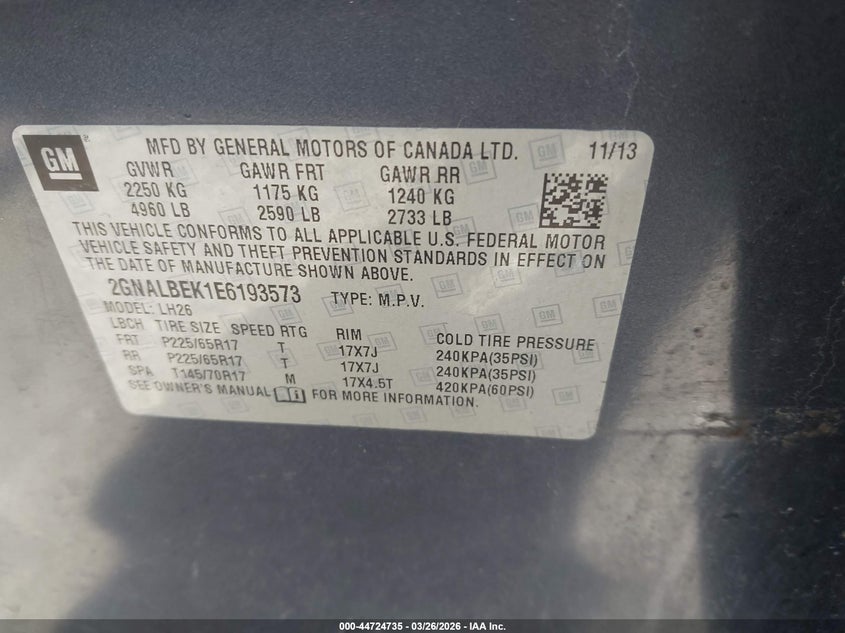 GM
MFD BY GENERAL MOTORS OF CANADA LTD. 11/13
GVWR GAWR FRT GAWR RR
2250 KG 1175 KG 1240 KG
4960 LB 2590 LB 2733 LB
THIS VEHICLE CONFORMS TO ALL APPLICABLE U.S. FEDERAL MOTOR
VEHICLE SAFETY AND THEFT PREVENTION STANDARDS IN EFFECT ON
THE DATE OF MANUFACTURE SHOWN ABOVE.
2GNALBEK1E6193573 TYPE: M.P.V.
MODEL: LH26
LBCH TIRE SIZE SPEED RTG RIM COLD TIRE PRESSURE
FRT P225/65R17 T 17X7J 240KPA(35PSI)
RR P225/65R17 T 17X7J 240KPA(35PSI)
SPA T145/70R17 M 17X4.5T 420KPA(60PSI)
SEE OWNER'S MANUAL FOR MORE INFORMATION.
000-44724735 — 03/26/2026 — IAA Inc.